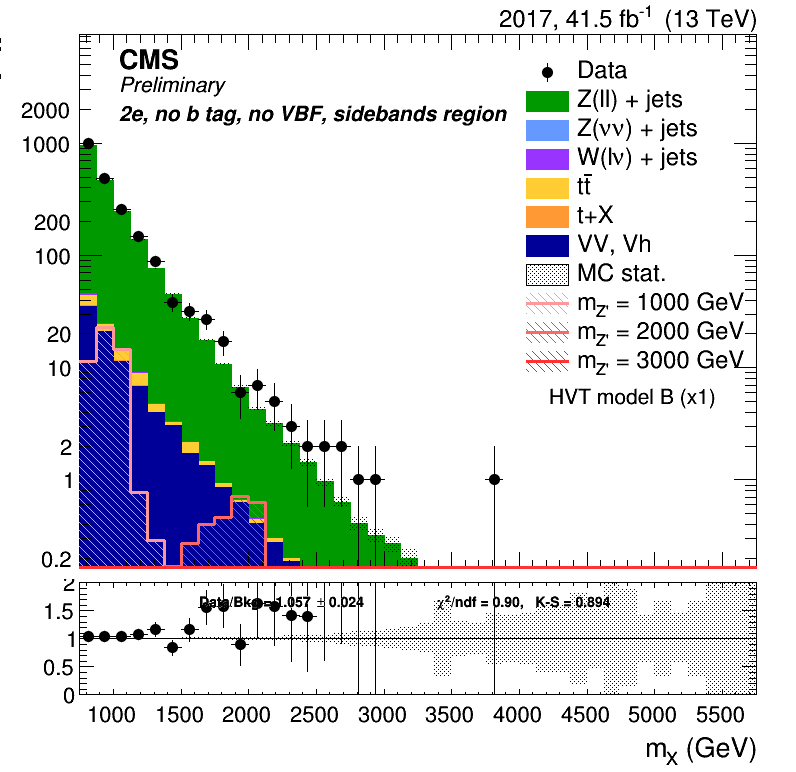 2017, 41.5 fb⁻¹ (13 TeV)
CMS
Preliminary
2e, no b tag, no VBF, sidebands region
Data
Z(ll) + jets
Z(νν) + jets
W(lν) + jets
tt̄
t+X
VV, Vh
MC stat.
m_Z' = 1000 GeV
m_Z' = 2000 GeV
m_Z' = 3000 GeV
HVT model B (x1)
2000
1000
200
100
20
10
2
1
0.2
2
1.5
1
0.5
0
Data/Bkg = 1.057 ± 0.024
χ²/ndf = 0.90, K-S = 0.894
1000 1500 2000 2500 3000 3500 4000 4500 5000 5500
m_X (GeV)